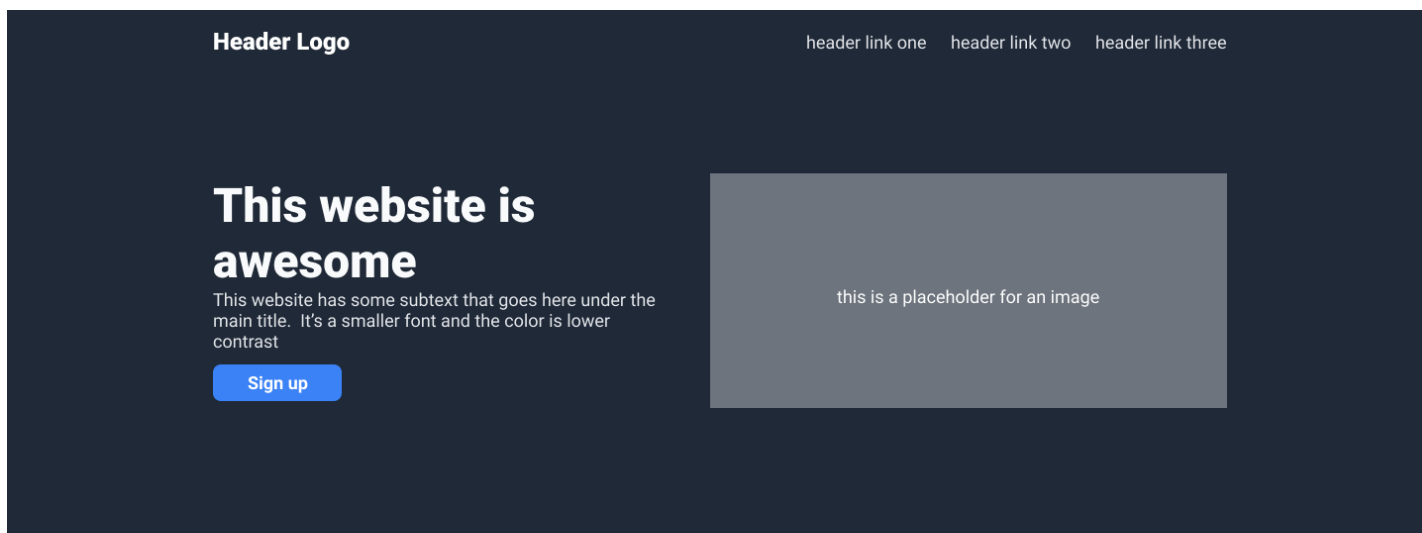 Header Logo
header link one
header link two
header link three
This website is
awesome
This website has some subtext that goes here under the
main title.  It’s a smaller font and the color is lower
contrast
Sign up
this is a placeholder for an image